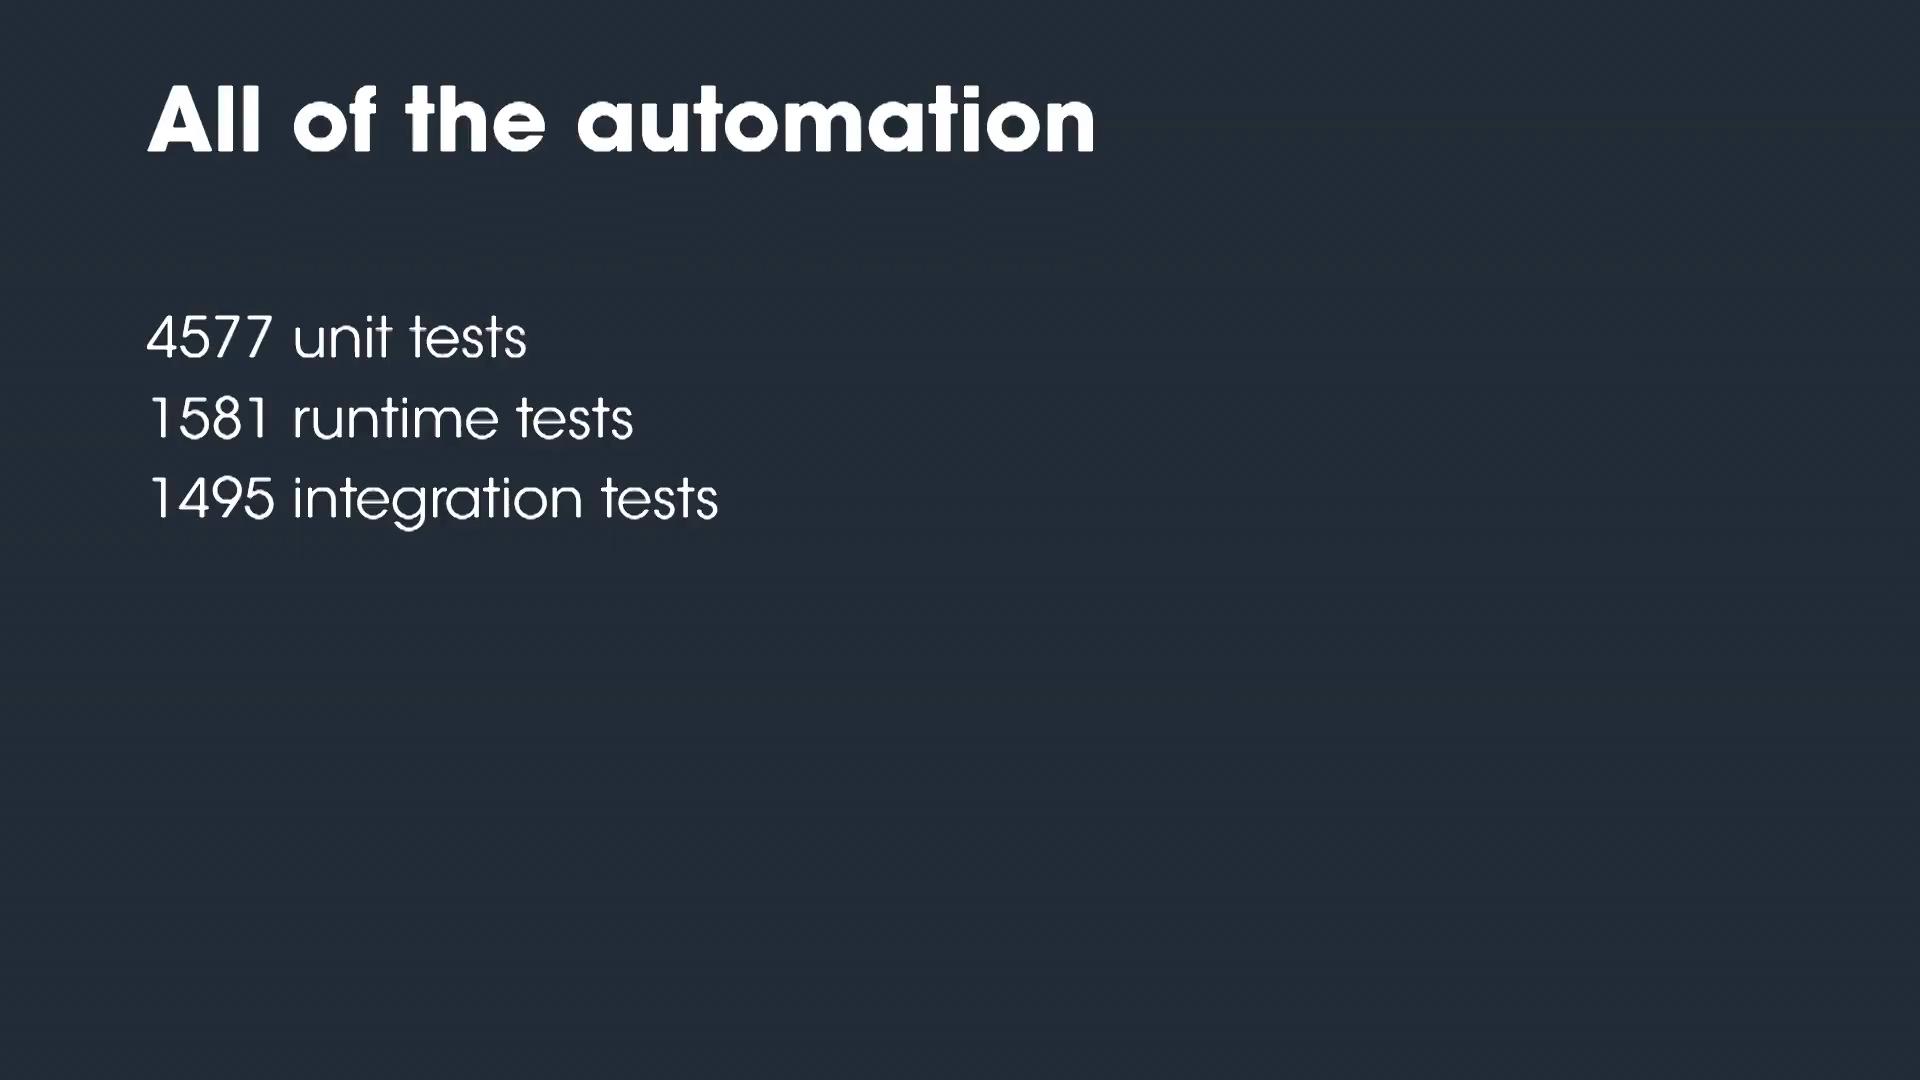 All of the automation
4577 unit tests
1581 runtime tests
1495 integration tests